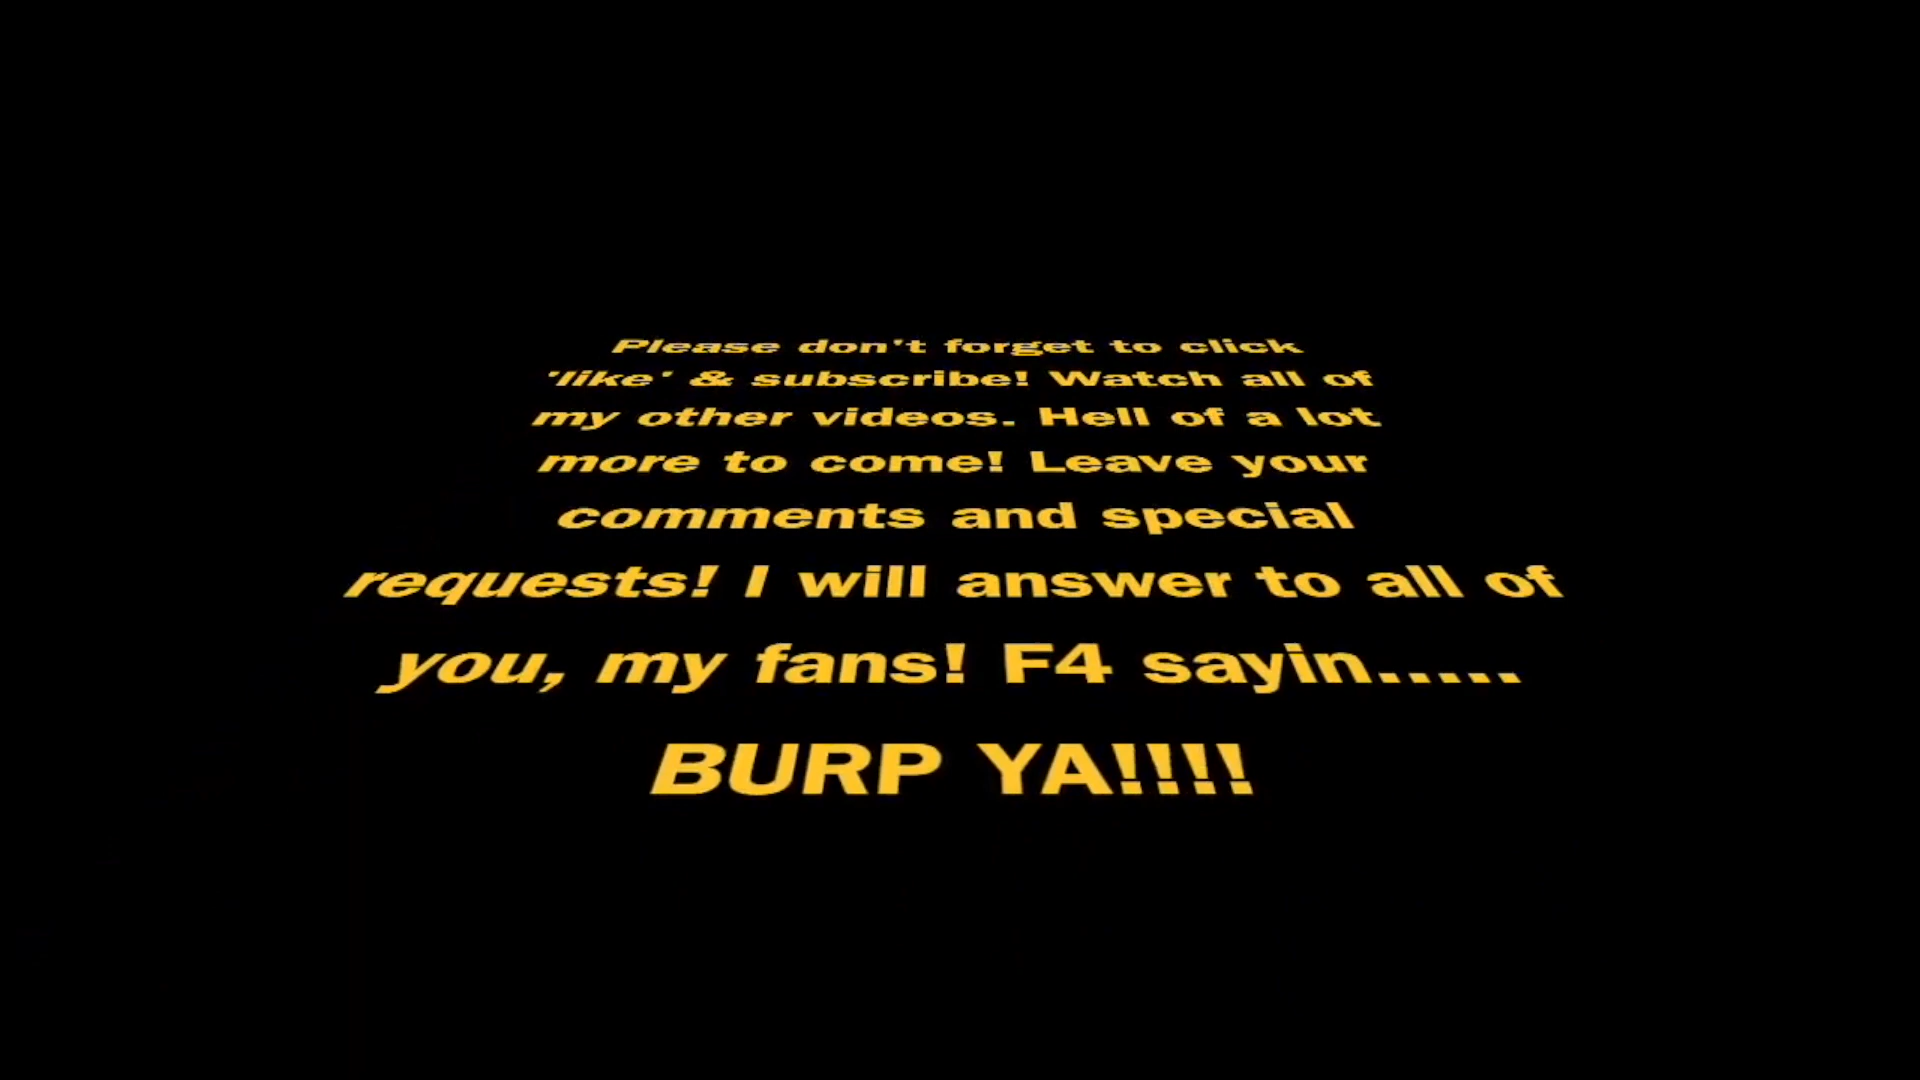 Please don't forget to click
'like' & subscribe! Watch all of
my other videos. Hell of a lot
more to come! Leave your
comments and special
requests! I will answer to all of
you, my fans! F4 sayin.....
BURP YA!!!!